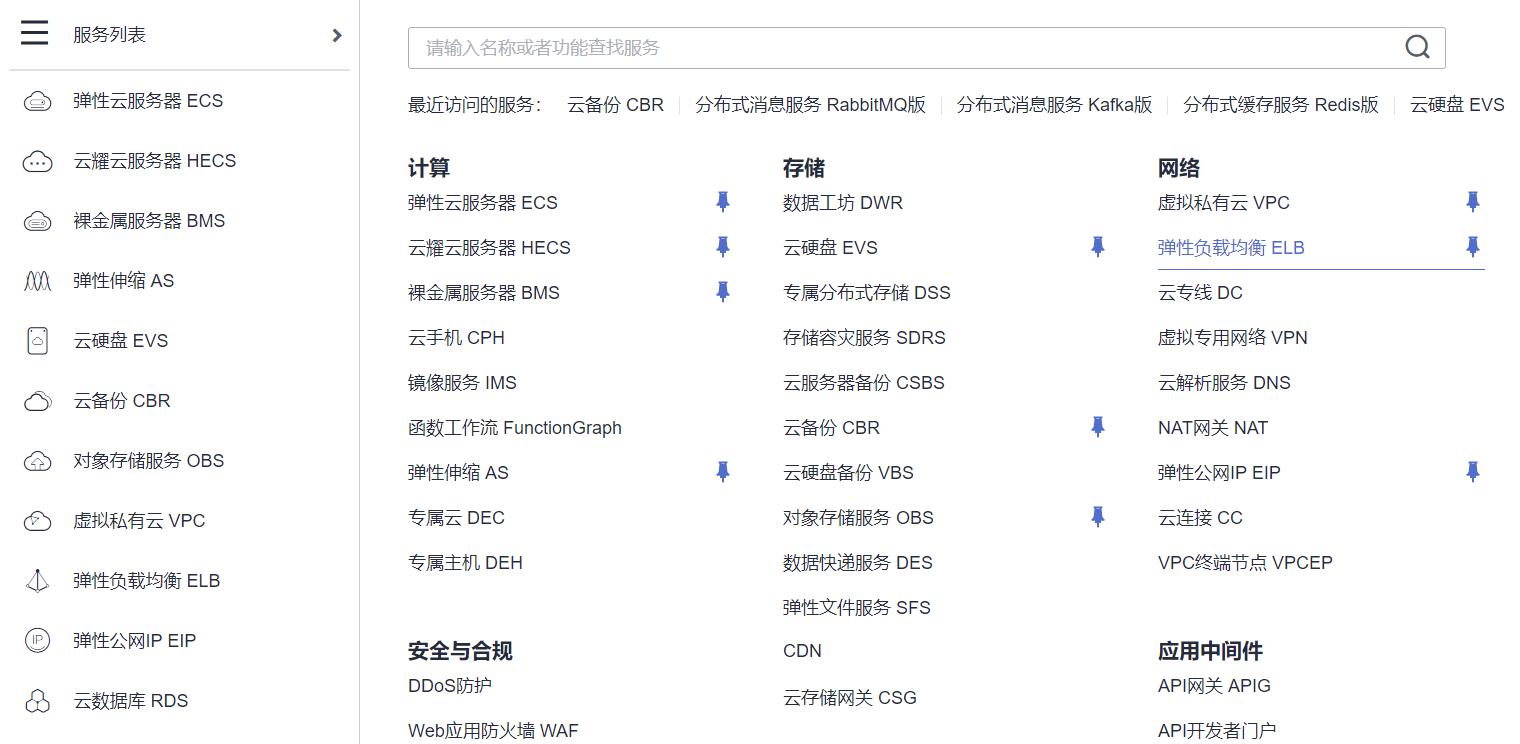 服务列表
弹性云服务器 ECS
云耀云服务器 HECS
裸金属服务器 BMS
弹性伸缩 AS
云硬盘 EVS
云备份 CBR
对象存储服务 OBS
虚拟私有云 VPC
弹性负载均衡 ELB
IP
弹性公网IP EIP
云数据库 RDS
请输入名称或者功能查找服务
最近访问的服务： 云备份 CBR 分布式消息服务 RabbitMQ版 分布式消息服务 Kafka版 分布式缓存服务 Redis版 云硬盘 EVS
计算
弹性云服务器 ECS
云耀云服务器 HECS
裸金属服务器 BMS
云手机 CPH
镜像服务 IMS
函数工作流 FunctionGraph
弹性伸缩 AS
专属云 DEC
专属主机 DEH
安全与合规
DDoS防护
Web应用防火墙 WAF
存储
数据工坊 DWR
云硬盘 EVS
专属分布式存储 DSS
存储容灾服务 SDRS
云服务器备份 CSBS
云备份 CBR
云硬盘备份 VBS
对象存储服务 OBS
数据快递服务 DES
弹性文件服务 SFS
CDN
云存储网关 CSG
网络
虚拟私有云 VPC
弹性负载均衡 ELB
云专线 DC
虚拟专用网络 VPN
云解析服务 DNS
NAT网关 NAT
弹性公网IP EIP
云连接 CC
VPC终端节点 VPCEP
应用中间件
API网关 APIG
API开发者门户